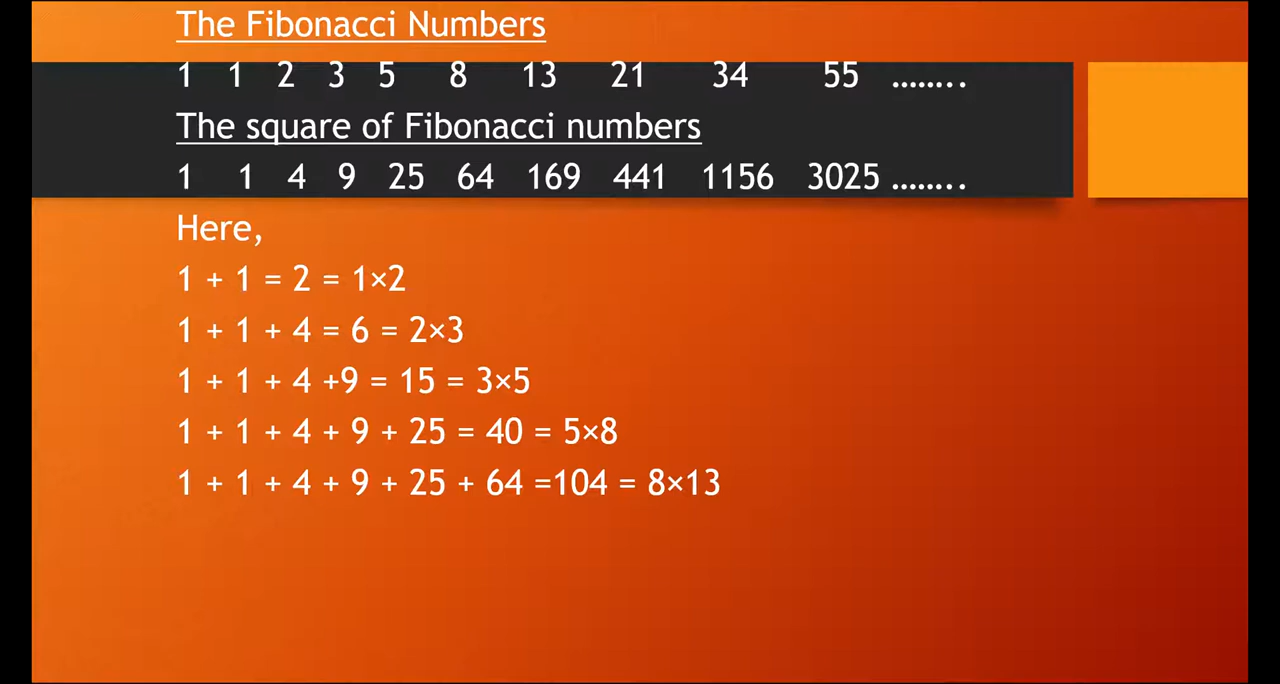 The Fibonacci Numbers
1 1 2 3 5 8 13 21 34 55 ........
The square of Fibonacci numbers
1 1 4 9 25 64 169 441 1156 3025 ........
Here,
1 + 1 = 2 = 1×2
1 + 1 + 4 = 6 = 2×3
1 + 1 + 4 +9 = 15 = 3×5
1 + 1 + 4 + 9 + 25 = 40 = 5×8
1 + 1 + 4 + 9 + 25 + 64 =104 = 8×13